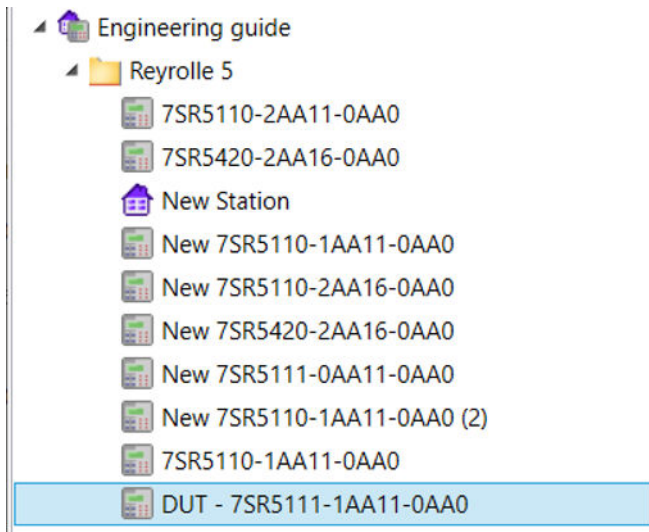 Engineering guide
Reyrolle 5
7SR5110-2AA11-0AA0
7SR5420-2AA16-0AA0
New Station
New 7SR5110-1AA11-0AA0
New 7SR5110-2AA16-0AA0
New 7SR5420-2AA16-0AA0
New 7SR5111-0AA11-0AA0
New 7SR5110-1AA11-0AA0 (2)
7SR5110-1AA11-0AA0
DUT - 7SR5111-1AA11-0AA0